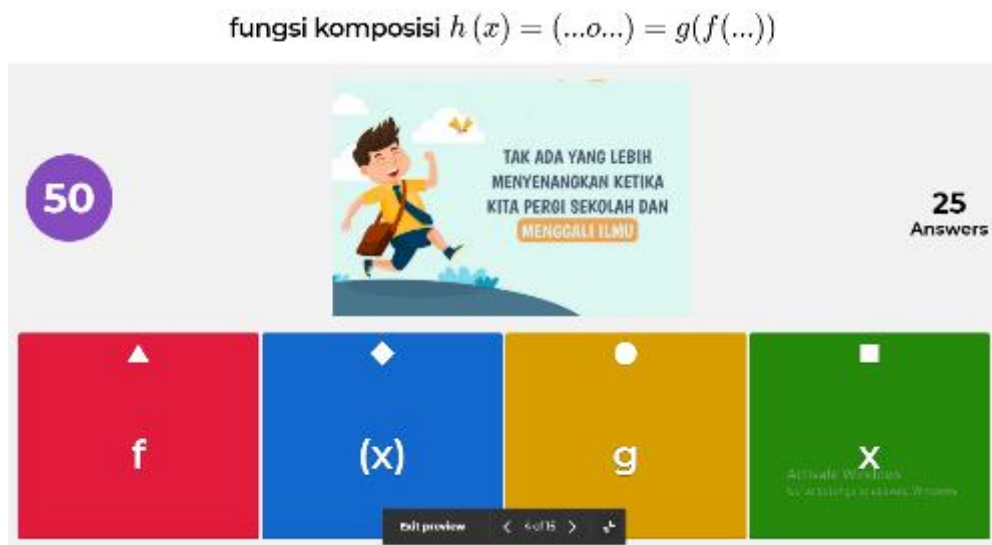 fungsi komposisi h (x) = (...o...) = g(f(...))
50
TAK ADA YANG LEBIH
MENYENANGKAN KETIKA
KITA PERGI SEKOLAH DAN
MENGGALI ILMU
25
Answers
f
(x)
g
x
Activate Windows
Exit preview